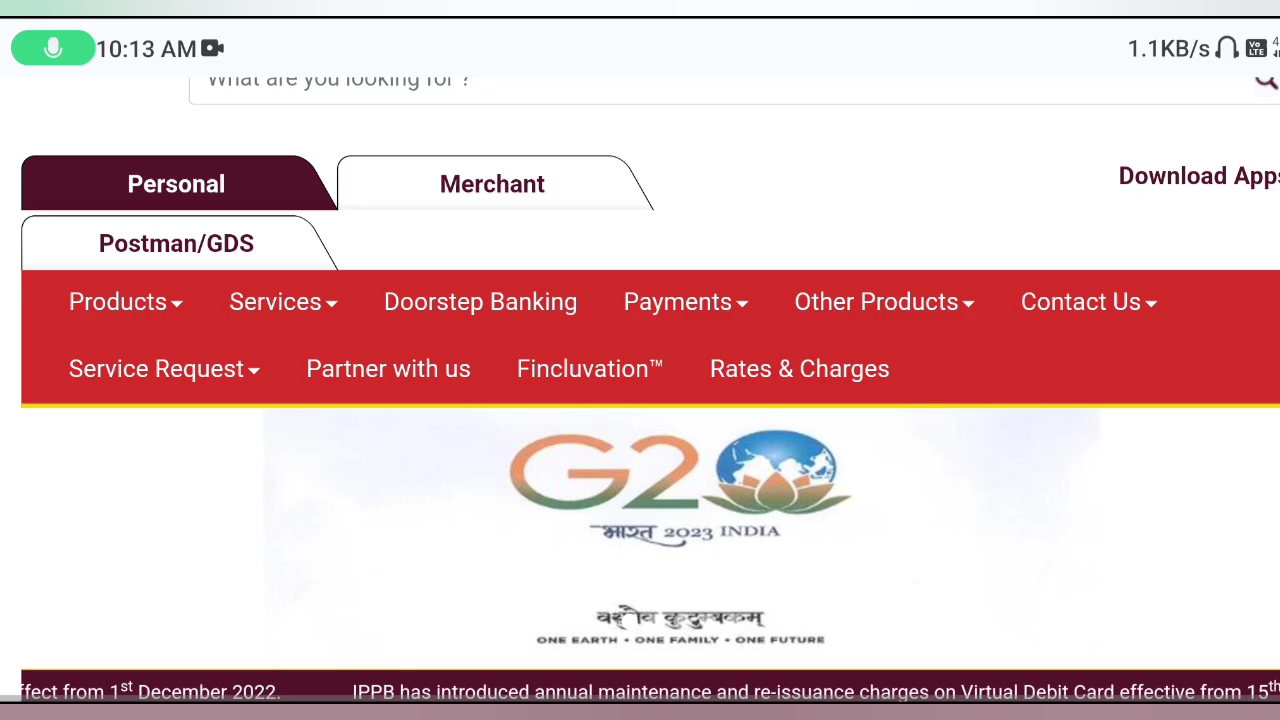 10:13 AM
1.1KB/s Vo LTE 4
What are you looking for ?
Personal
Merchant
Download Apps
Postman/GDS
Products
Services
Doorstep Banking
Payments
Other Products
Contact Us
Service Request
Partner with us
Fincluvation™
Rates & Charges
G20
भारत 2023 INDIA
कुटुम्बकम्
ONE EARTH • ONE FAMILY • ONE FUTURE
ffect from 1st December 2022.
IPPB has introduced annual maintenance and re-issuance charges on Virtual Debit Card effective from 15th